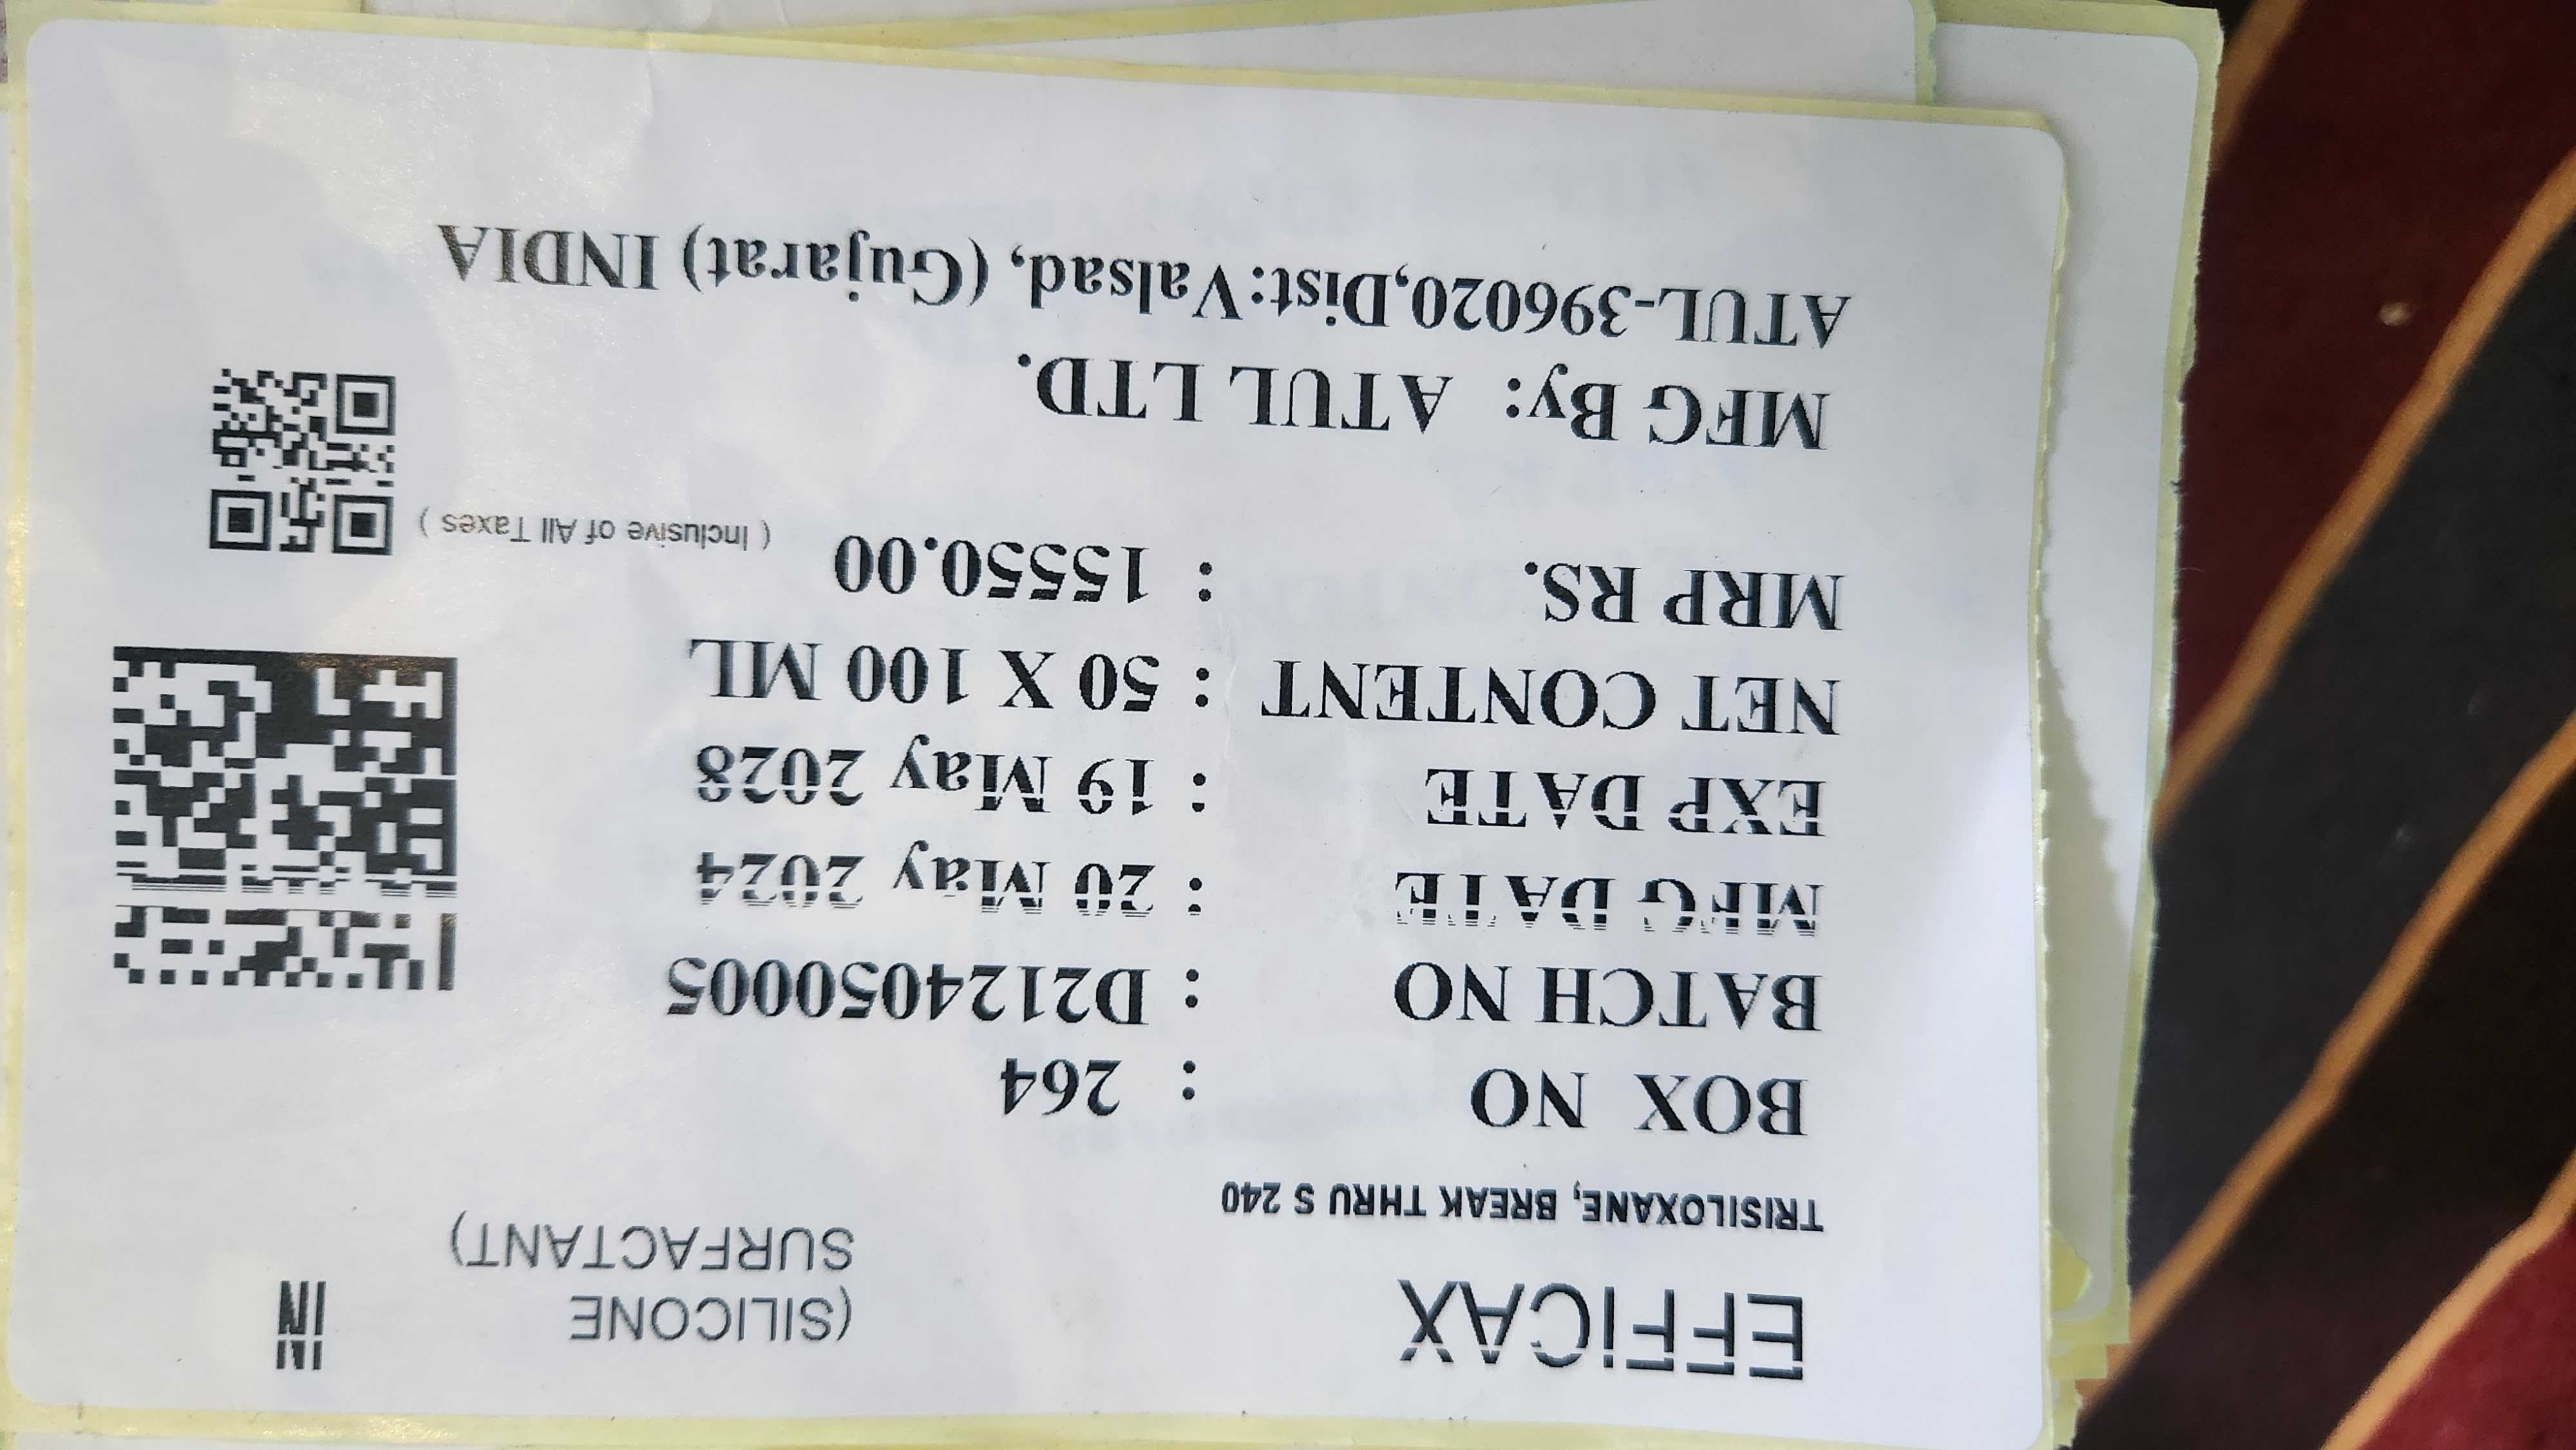 EFFICAX
(SILICONE
SURFACTANT)
IN
TRISILOXANE, BREAK THRU S 240
BOX NO : 264
BATCH NO : D2124050005
MFG DATE : 20 May 2024
EXP DATE : 19 May 2028
NET CONTENT : 50 X 100 ML
MRP RS. : 15550.00 ( Inclusive of All Taxes )
MFG By: ATUL LTD.
ATUL-396020,Dist:Valsad, (Gujarat) INDIA